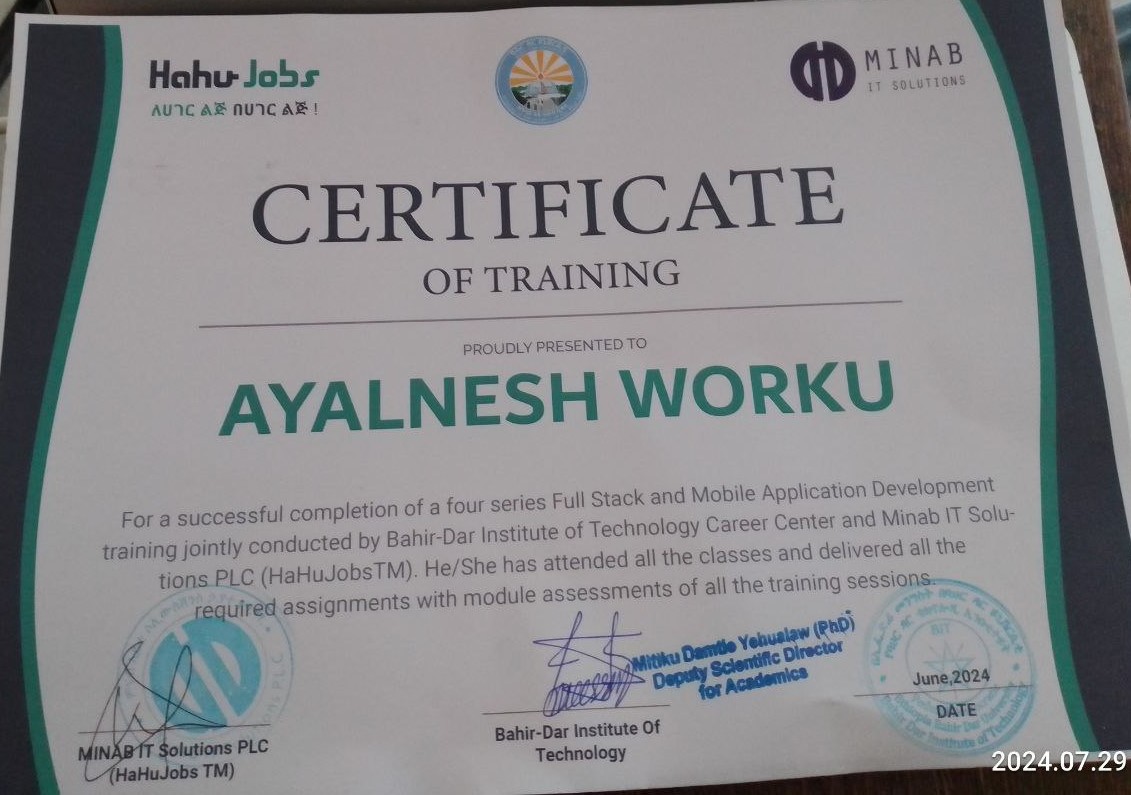 Hahu Jobs
ለሀገር ልጅ በሀገር ልጅ !
MINAB
IT SOLUTIONS
CERTIFICATE
OF TRAINING
PROUDLY PRESENTED TO
AYALNESH WORKU
For a successful completion of a four series Full Stack and Mobile Application Development
training jointly conducted by Bahir-Dar Institute of Technology Career Center and Minab IT Solu-
tions PLC (HaHuJobsTM). He/She has attended all the classes and delivered all the
required assignments with module assessments of all the training sessions.
Mitiku Damtie Yehualaw (PhD)
Deputy Scientific Director
for Academics
June,2024
DATE
Bahir-Dar Institute Of
Technology
MINAB IT Solutions PLC
(HaHuJobs TM)
2024.07.29